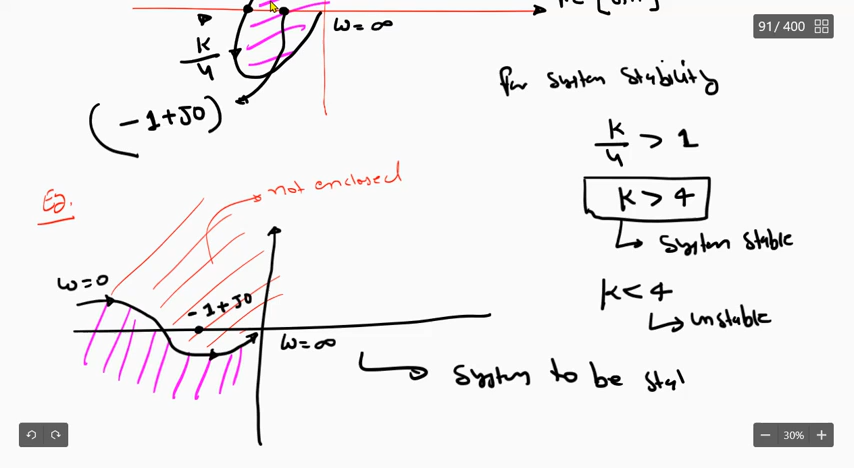 ω=∞
K/4
(-1+J0)
For System Stability
K/4 > 1
K > 4
System stable
K < 4
Unstable
Eg.
not enclosed
ω=0
-1+J0
ω=∞
System to be stal
91 / 400
30%